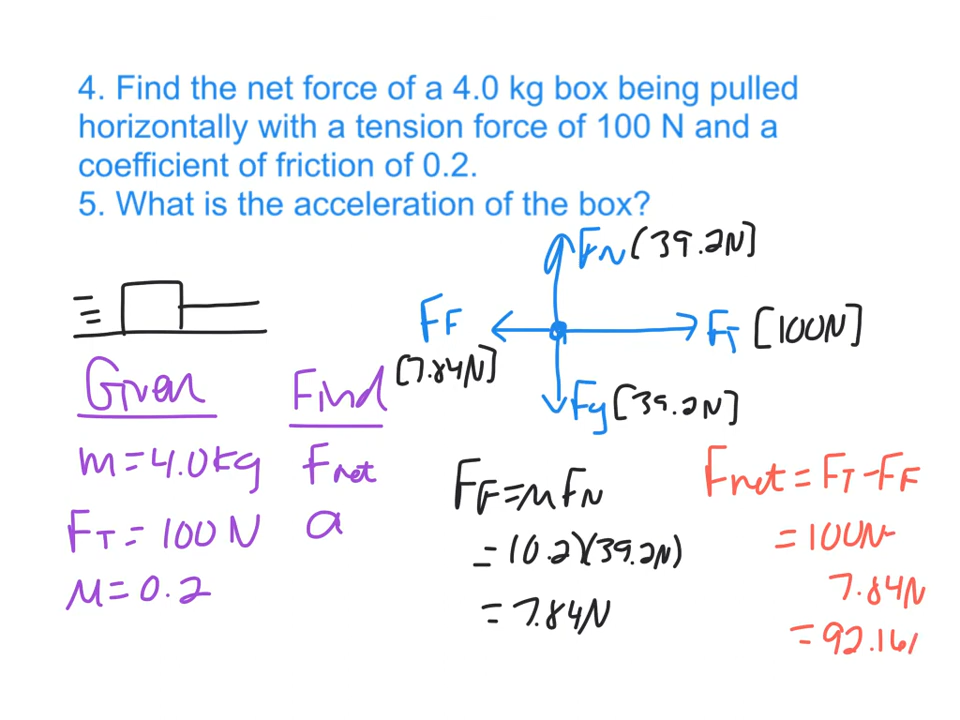 4. Find the net force of a 4.0 kg box being pulled
horizontally with a tension force of 100 N and a
coefficient of friction of 0.2.
5. What is the acceleration of the box?
FN [39.2N]
FF
[7.84N]
FT [100N]
Fg [39.2N]
Given
m=4.0kg
FT=100N
μ=0.2
Find
Fnet
a
FF=μFN
=(0.2)(39.2N)
=7.84N
Fnet=FT-FF
=100N-
7.84N
=92.16